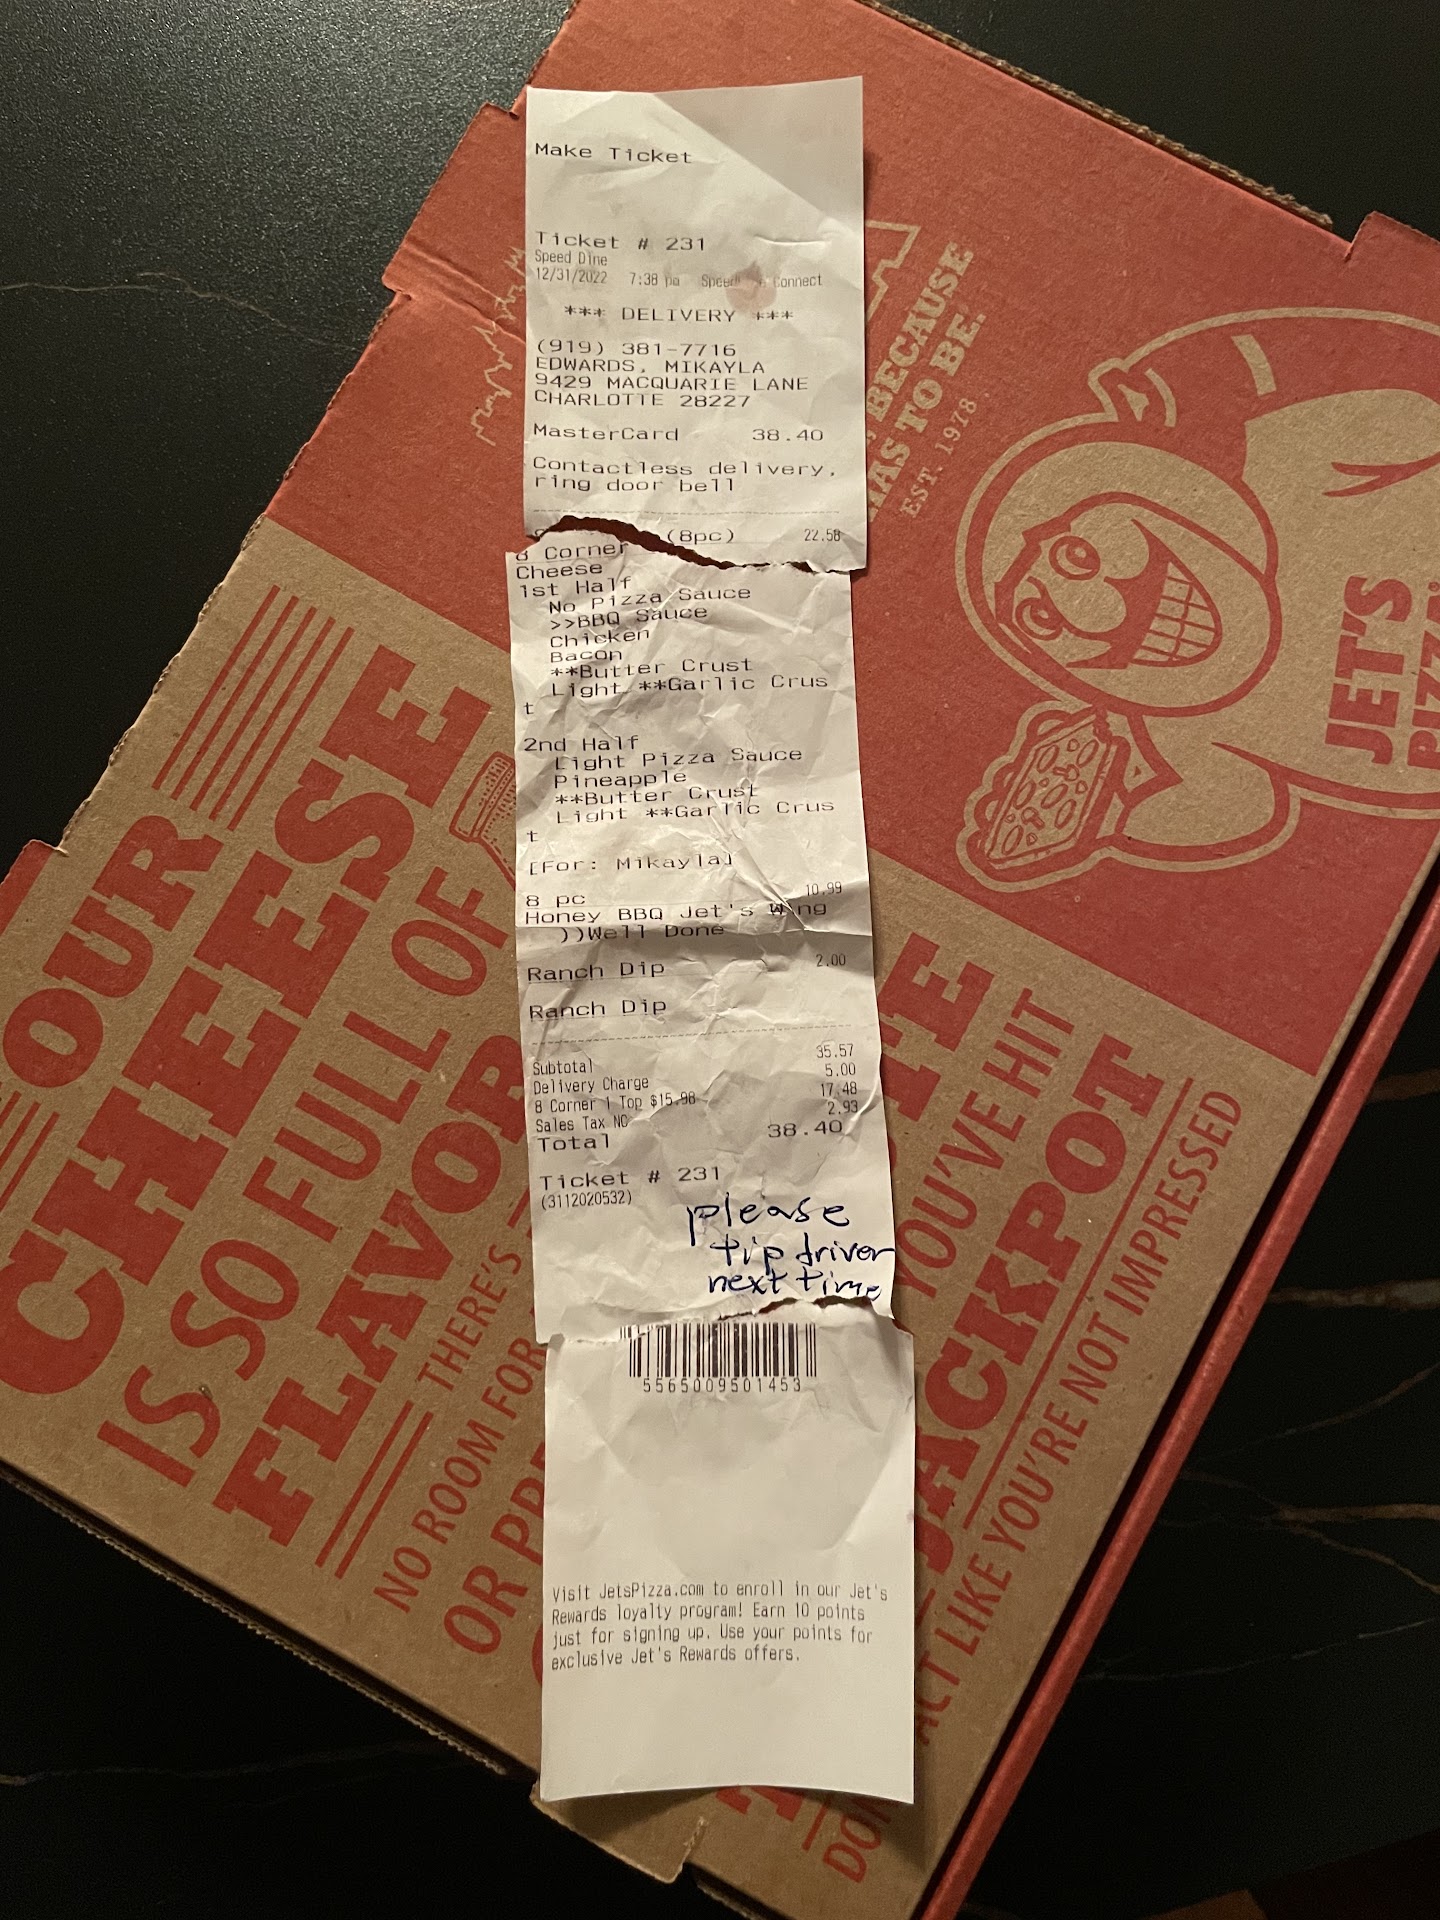 Make Ticket
Ticket # 231
Speed Dine
12/31/2022 7:38 pm Connect
*** DELIVERY ***
(919) 381-7716
EDWARDS, MIKAYLA
9429 MACQUARIE LANE
CHARLOTTE 28227
MasterCard 38.40
Contactless delivery,
ring door bell
(8pc) 22.58
8 Corner
Cheese
1st Half
No Pizza Sauce
>>BBQ Sauce
Chicken
Bacon
**Butter Crust
Light **Garlic Crus
t
2nd Half
Light Pizza Sauce
Pineapple
**Butter Crust
Light **Garlic Crus
t
[For: Mikayla]
8 pc 10.99
Honey BBQ Jet's Wing
))Well Done
Ranch Dip 2.00
Ranch Dip
Subtotal 35.57
Delivery Charge 5.00
8 Corner 1 Top $15.98 17.48
Sales Tax NC 2.93
Total 38.40
Ticket # 231
(3112020532)
please
tip driver
next time
5565009501453
Visit JetsPizza.com to enroll in our Jet's
Rewards loyalty program! Earn 10 points
just for signing up. Use your points for
exclusive Jet's Rewards offers.
OUR
CHEESE
IS SO FULL OF
FLAVOR
THERE'S
NO ROOM FOR
OR
BECAUSE
HAS TO BE.
EST. 1978.
JET'S
PIZZ
YOU'VE HIT
JACKPOT
ACT LIKE YOU'RE NOT IMPRESSED